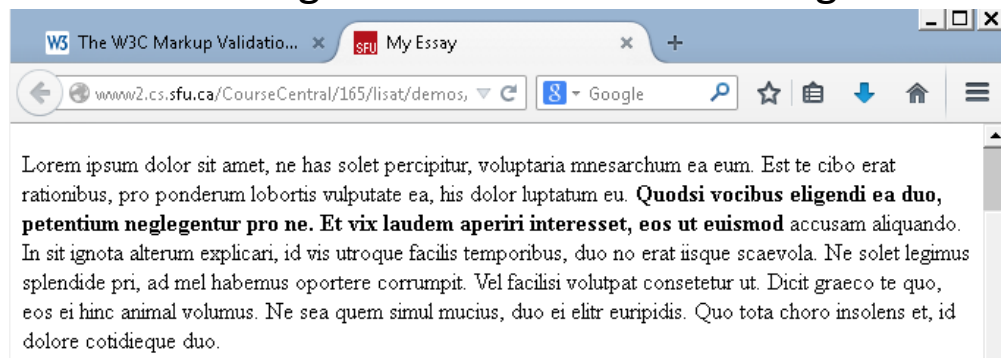 The W3C Markup Validatio... × SFU My Essay × +
www2.cs.sfu.ca/CourseCentral/165/lisat/demos, Google
Lorem ipsum dolor sit amet, ne has solet percipitur, voluptaria mnesarchum ea eum. Est te cibo erat
rationibus, pro ponderum lobortis vulputate ea, his dolor luptatum eu. Quodsi vocibus eligendi ea duo,
petentium neglegentur pro ne. Et vix laudem aperiri interesset, eos ut euismod accusam aliquando.
In sit ignota alterum explicari, id vis utroque facilis temporibus, duo no erat iisque scaevola. Ne solet legimus
splendide pri, ad mel habemus oportere corrumpit. Vel facilisi volutpat consetetur ut. Dicit graeco te quo,
eos ei hinc animal volumus. Ne sea quem simul mucius, duo ei elitr euripidis. Quo tota choro insolens et, id
dolore cotidieque duo.